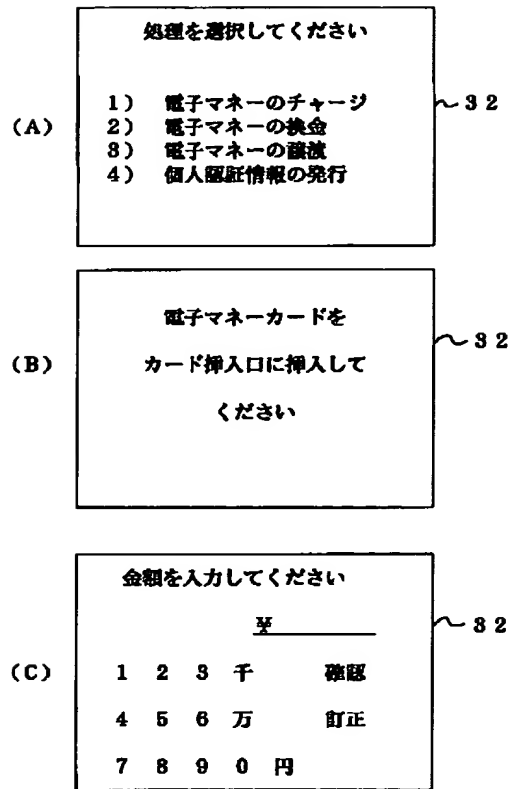 処理を選択してください
(A)
1) 電子マネーのチャージ
2) 電子マネーの換金
3) 電子マネーの譲渡
4) 個人認証情報の発行
32
(B)
電子マネーカードを
カード挿入口に挿入して
ください
32
(C)
金額を入力してください
¥
32
1 2 3 千 確認
4 5 6 万 訂正
7 8 9 0 円